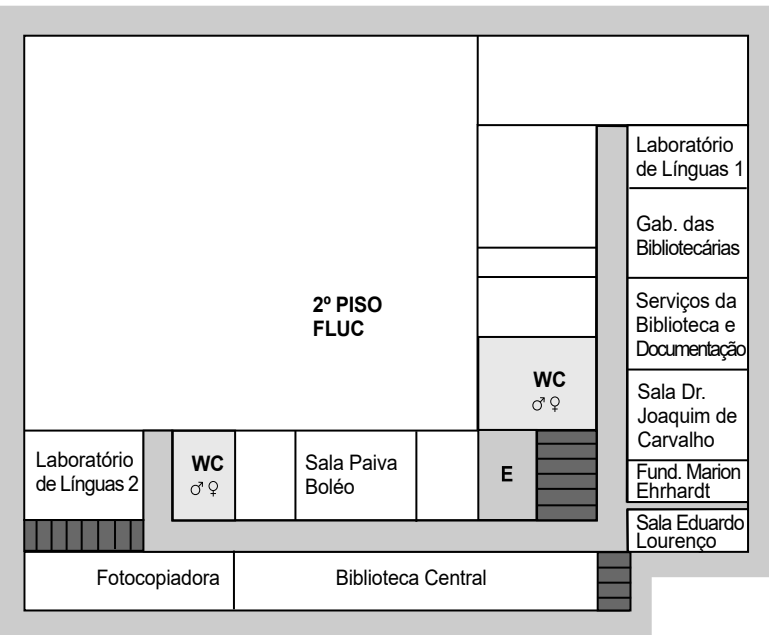 Laboratório
de Línguas 1
Gab. das
Bibliotecárias
Serviços da
Biblioteca e
Documentação
2º PISO
FLUC
WC
♂♀
Sala Dr.
Joaquim de
Carvalho
Laboratório
de Línguas 2
WC
♂♀
Sala Paiva
Boléo
E
Fund. Marion
Ehrhardt
Sala Eduardo
Lourenço
Fotocopiadora
Biblioteca Central